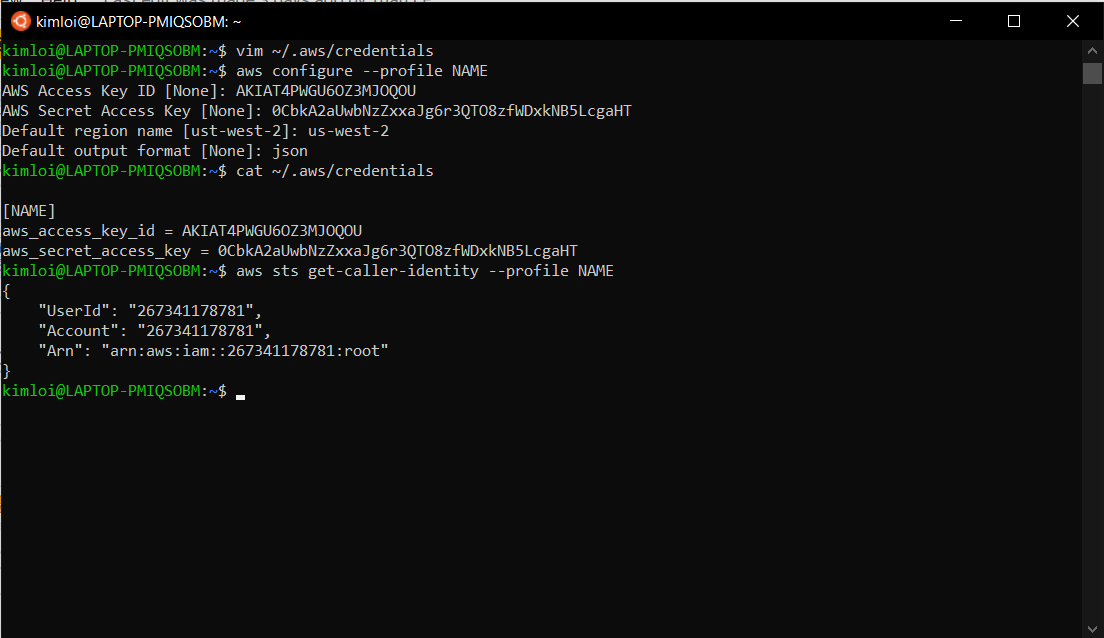 kimloi@LAPTOP-PMIQSOBM: ~
kimloi@LAPTOP-PMIQSOBM:~$ vim ~/.aws/credentials
kimloi@LAPTOP-PMIQSOBM:~$ aws configure --profile NAME
AWS Access Key ID [None]: AKIAT4PWGU6OZ3MJOQOU
AWS Secret Access Key [None]: 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
Default region name [ust-west-2]: us-west-2
Default output format [None]: json
kimloi@LAPTOP-PMIQSOBM:~$ cat ~/.aws/credentials
[NAME]
aws_access_key_id = AKIAT4PWGU6OZ3MJOQOU
aws_secret_access_key = 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
kimloi@LAPTOP-PMIQSOBM:~$ aws sts get-caller-identity --profile NAME
{
    "UserId": "267341178781",
    "Account": "267341178781",
    "Arn": "arn:aws:iam::267341178781:root"
}
kimloi@LAPTOP-PMIQSOBM:~$